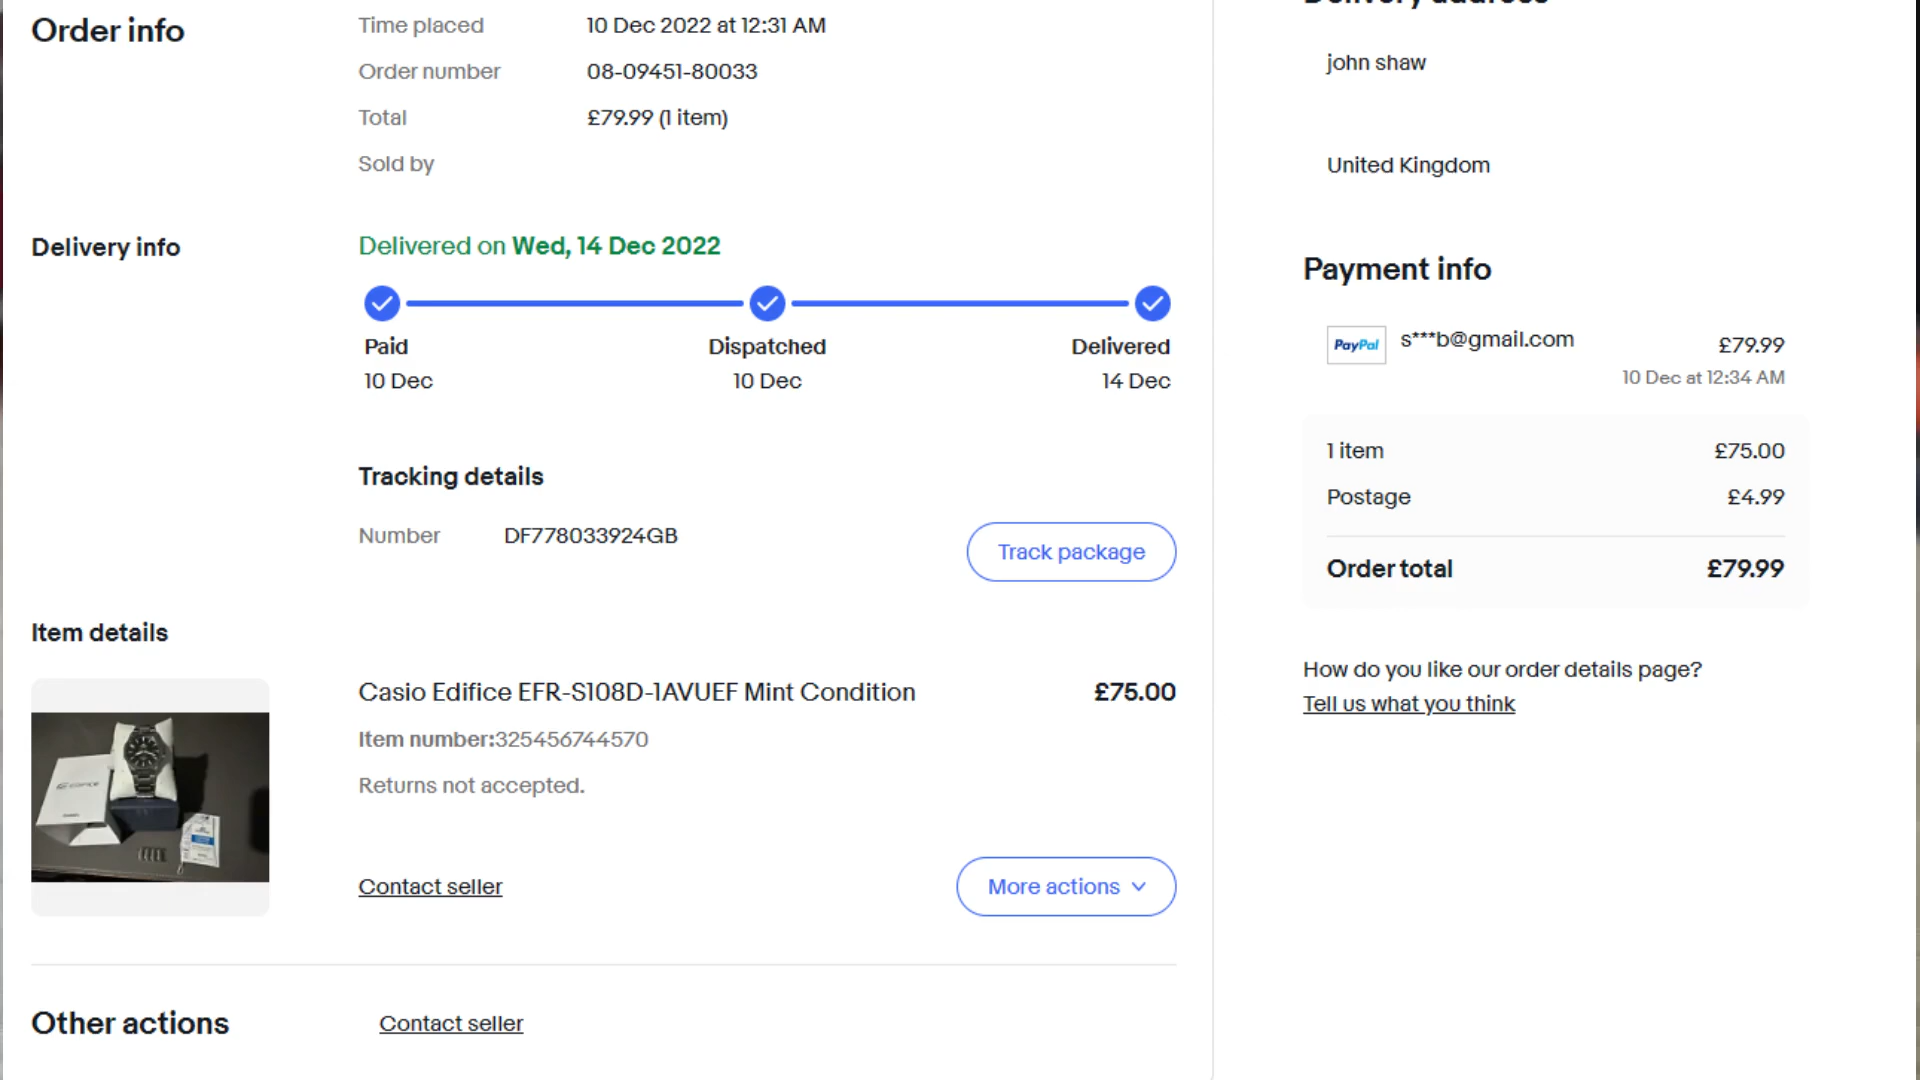 Order info
Time placed 10 Dec 2022 at 12:31 AM
Order number 08-09451-80033
Total £79.99 (1 item)
Sold by
Delivery info
Delivered on Wed, 14 Dec 2022
Paid Dispatched Delivered
10 Dec 10 Dec 14 Dec
Tracking details
Number DF778033924GB
Track package
Item details
EDIFICE
Casio Edifice EFR-S108D-1AVUEF Mint Condition £75.00
Item number:325456744570
Returns not accepted.
Contact seller
More actions
Other actions
Contact seller
john shaw
United Kingdom
Payment info
PayPal s***b@gmail.com £79.99
10 Dec at 12:34 AM
1 item £75.00
Postage £4.99
Order total £79.99
How do you like our order details page?
Tell us what you think